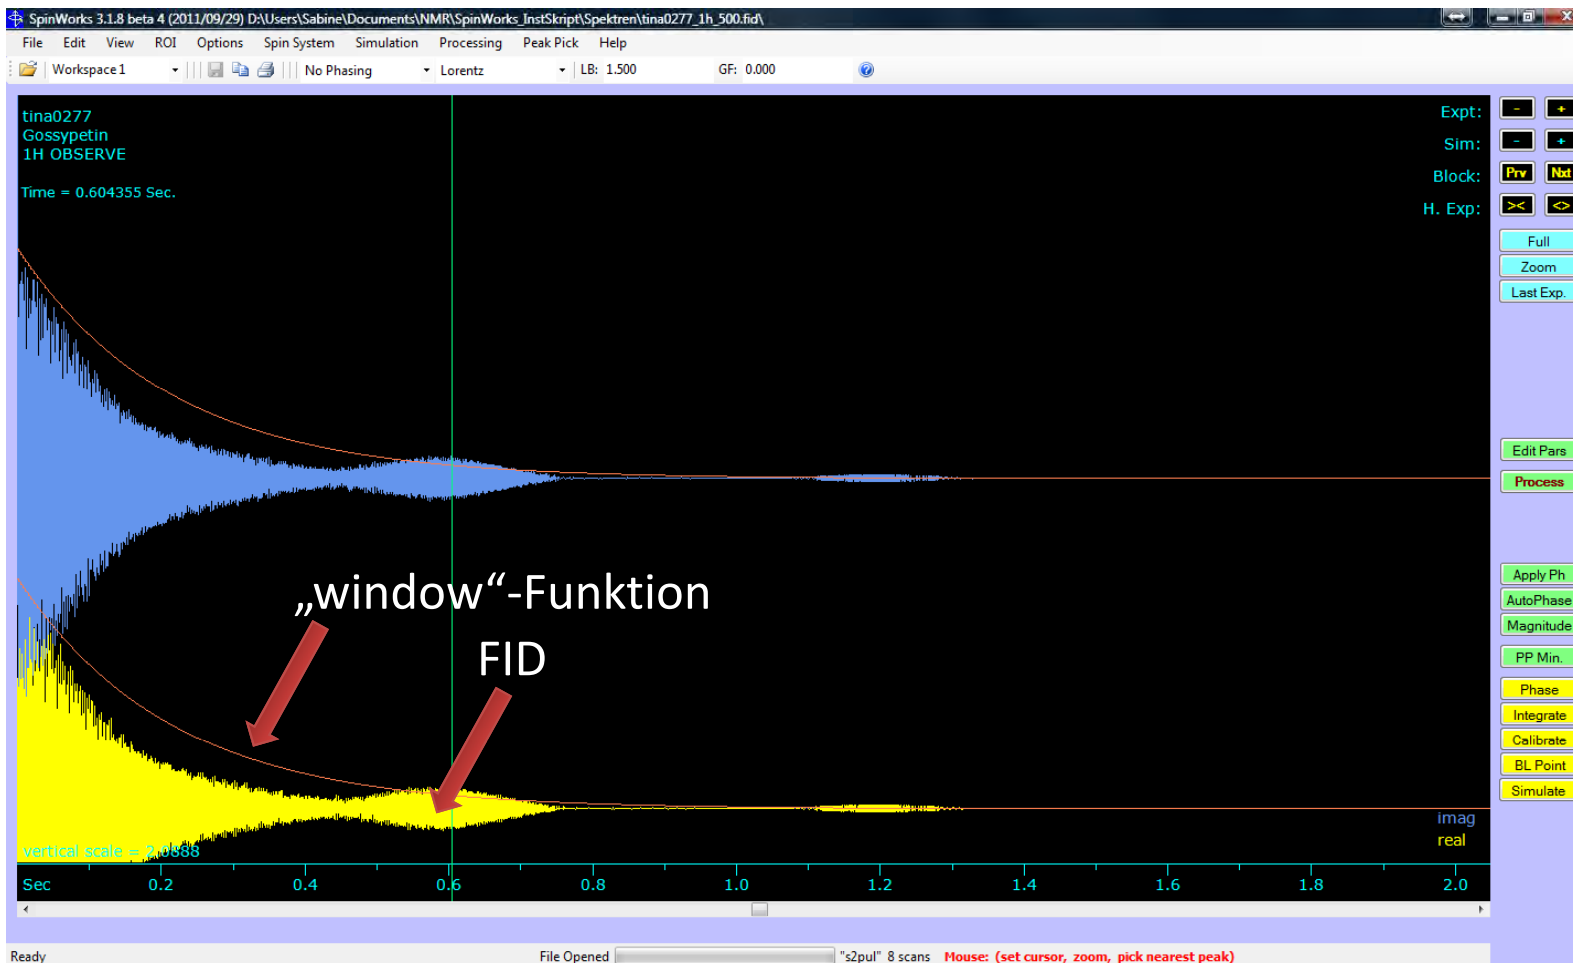 SpinWorks 3.1.8 beta 4 (2011/09/29) D:\Users\Sabine\Documents\NMR\SpinWorks_InstSkript\Spektren\tina0277_1h_500.fid\
File Edit View ROI Options Spin System Simulation Processing Peak Pick Help
Workspace 1 No Phasing Lorentz LB: 1.500 GF: 0.000
tina0277
Gossypetin
1H OBSERVE
Time = 0.604355 Sec.
Expt: - +
Sim: - +
Block: Prv Nxt
H. Exp: >< <>
Full
Zoom
Last Exp.
Edit Pars
Process
„window“-Funktion
FID
Apply Ph
AutoPhase
Magnitude
PP Min.
Phase
Integrate
Calibrate
BL Point
Simulate
imag
real
vertical scale = 2.0888
Sec 0.2 0.4 0.6 0.8 1.0 1.2 1.4 1.6 1.8 2.0
Ready File Opened "s2pul" 8 scans Mouse: (set cursor, zoom, pick nearest peak)